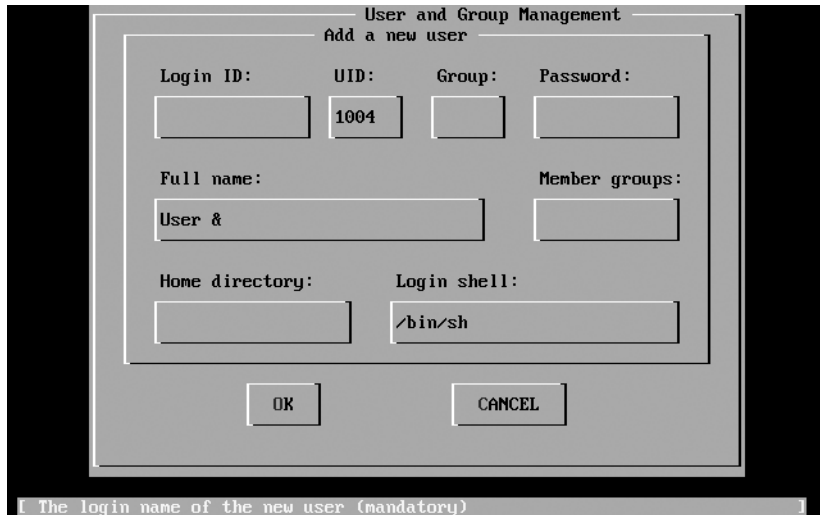 User and Group Management
Add a new user
Login ID: UID: Group: Password:
1004
Full name: Member groups:
User &
Home directory: Login shell:
/bin/sh
OK CANCEL
[ The login name of the new user (mandatory) ]